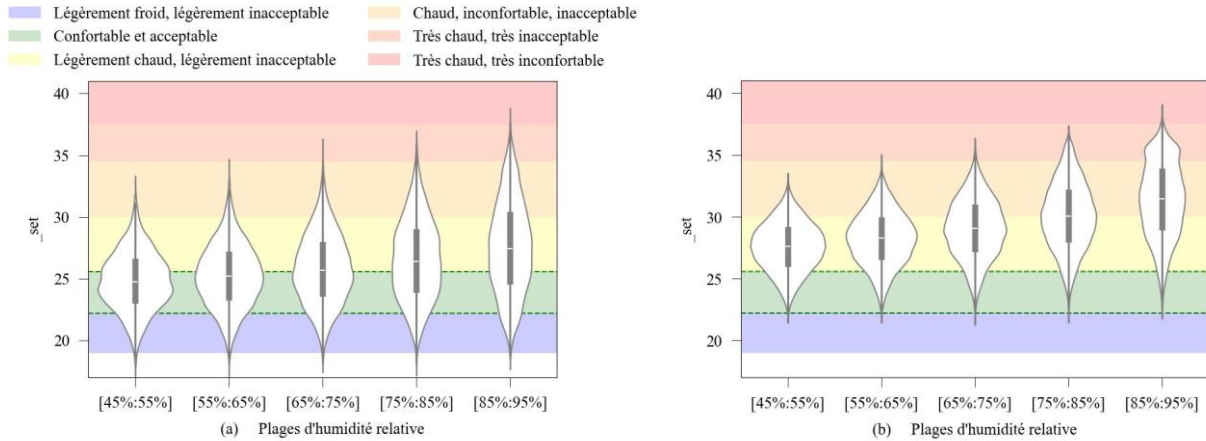 Légèrement froid, légèrement inacceptable
Confortable et acceptable
Légèrement chaud, légèrement inacceptable
Chaud, inconfortable, inacceptable
Très chaud, très inacceptable
Très chaud, très inconfortable
40
35
30
25
20
_set
[45%:55%] [55%:65%] [65%:75%] [75%:85%] [85%:95%]
(a) Plages d'humidité relative
40
35
30
25
20
_set
[45%:55%] [55%:65%] [65%:75%] [75%:85%] [85%:95%]
(b) Plages d'humidité relative